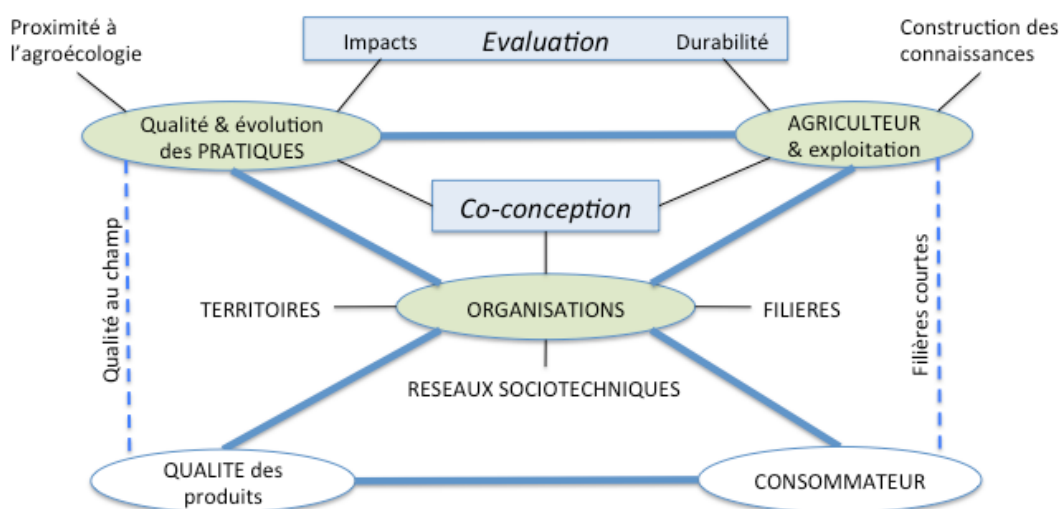 Proximité à
l'agroécologie
Impacts
Evaluation
Durabilité
Construction des
connaissances
Qualité & évolution
des PRATIQUES
AGRICULTEUR
& exploitation
Co-conception
Qualité au champ
Filières courtes
TERRITOIRES
ORGANISATIONS
FILIERES
RESEAUX SOCIOTECHNIQUES
QUALITE des
produits
CONSOMMATEUR